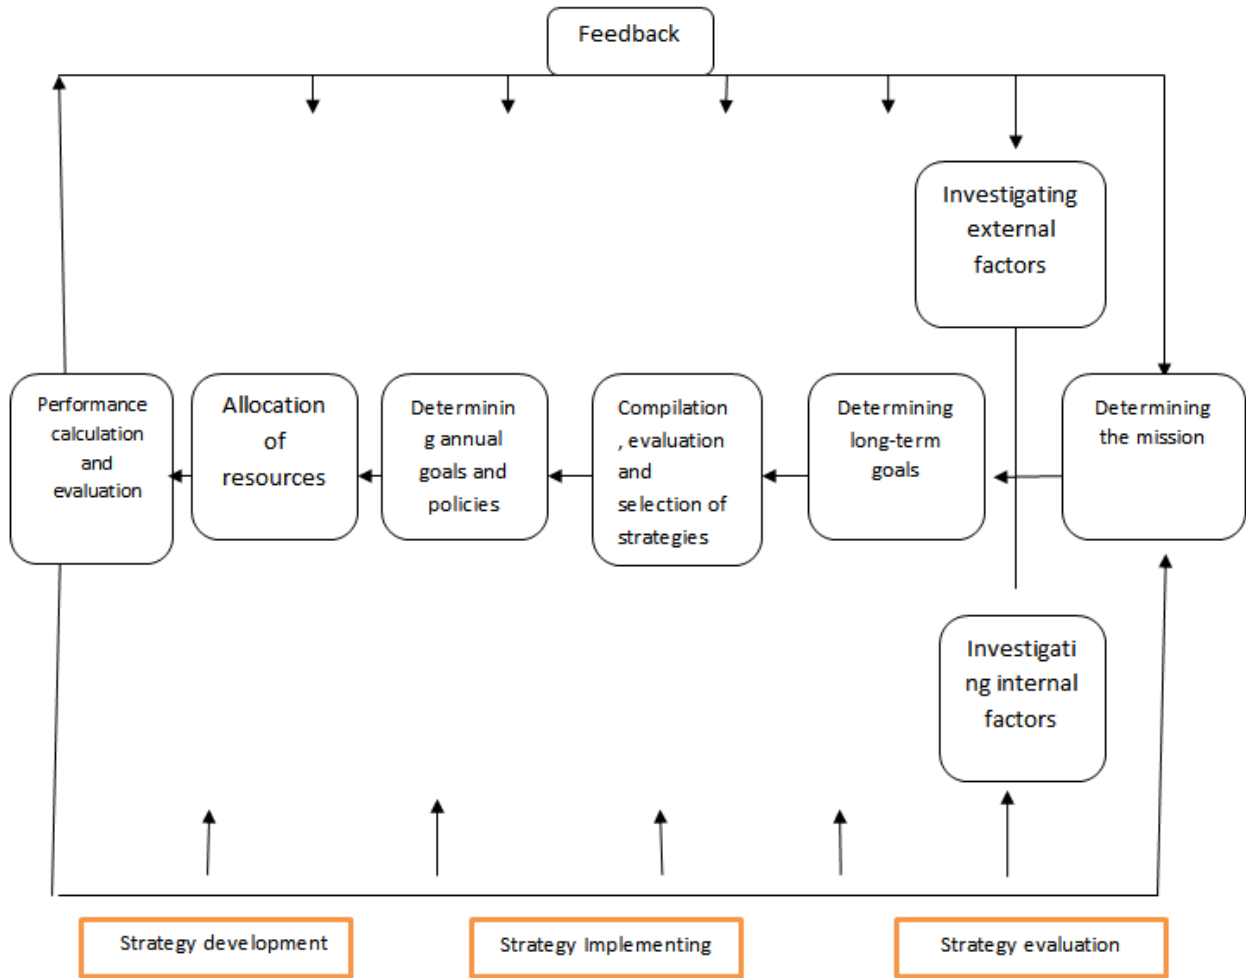 Feedback
Investigating
external
factors
Performance
calculation
and
evaluation
Allocation
of
resources
Determinin
g annual
goals and
policies
Compilation
, evaluation
and
selection of
strategies
Determining
long-term
goals
Determining
the mission
Investigati
ng internal
factors
Strategy development
Strategy Implementing
Strategy evaluation